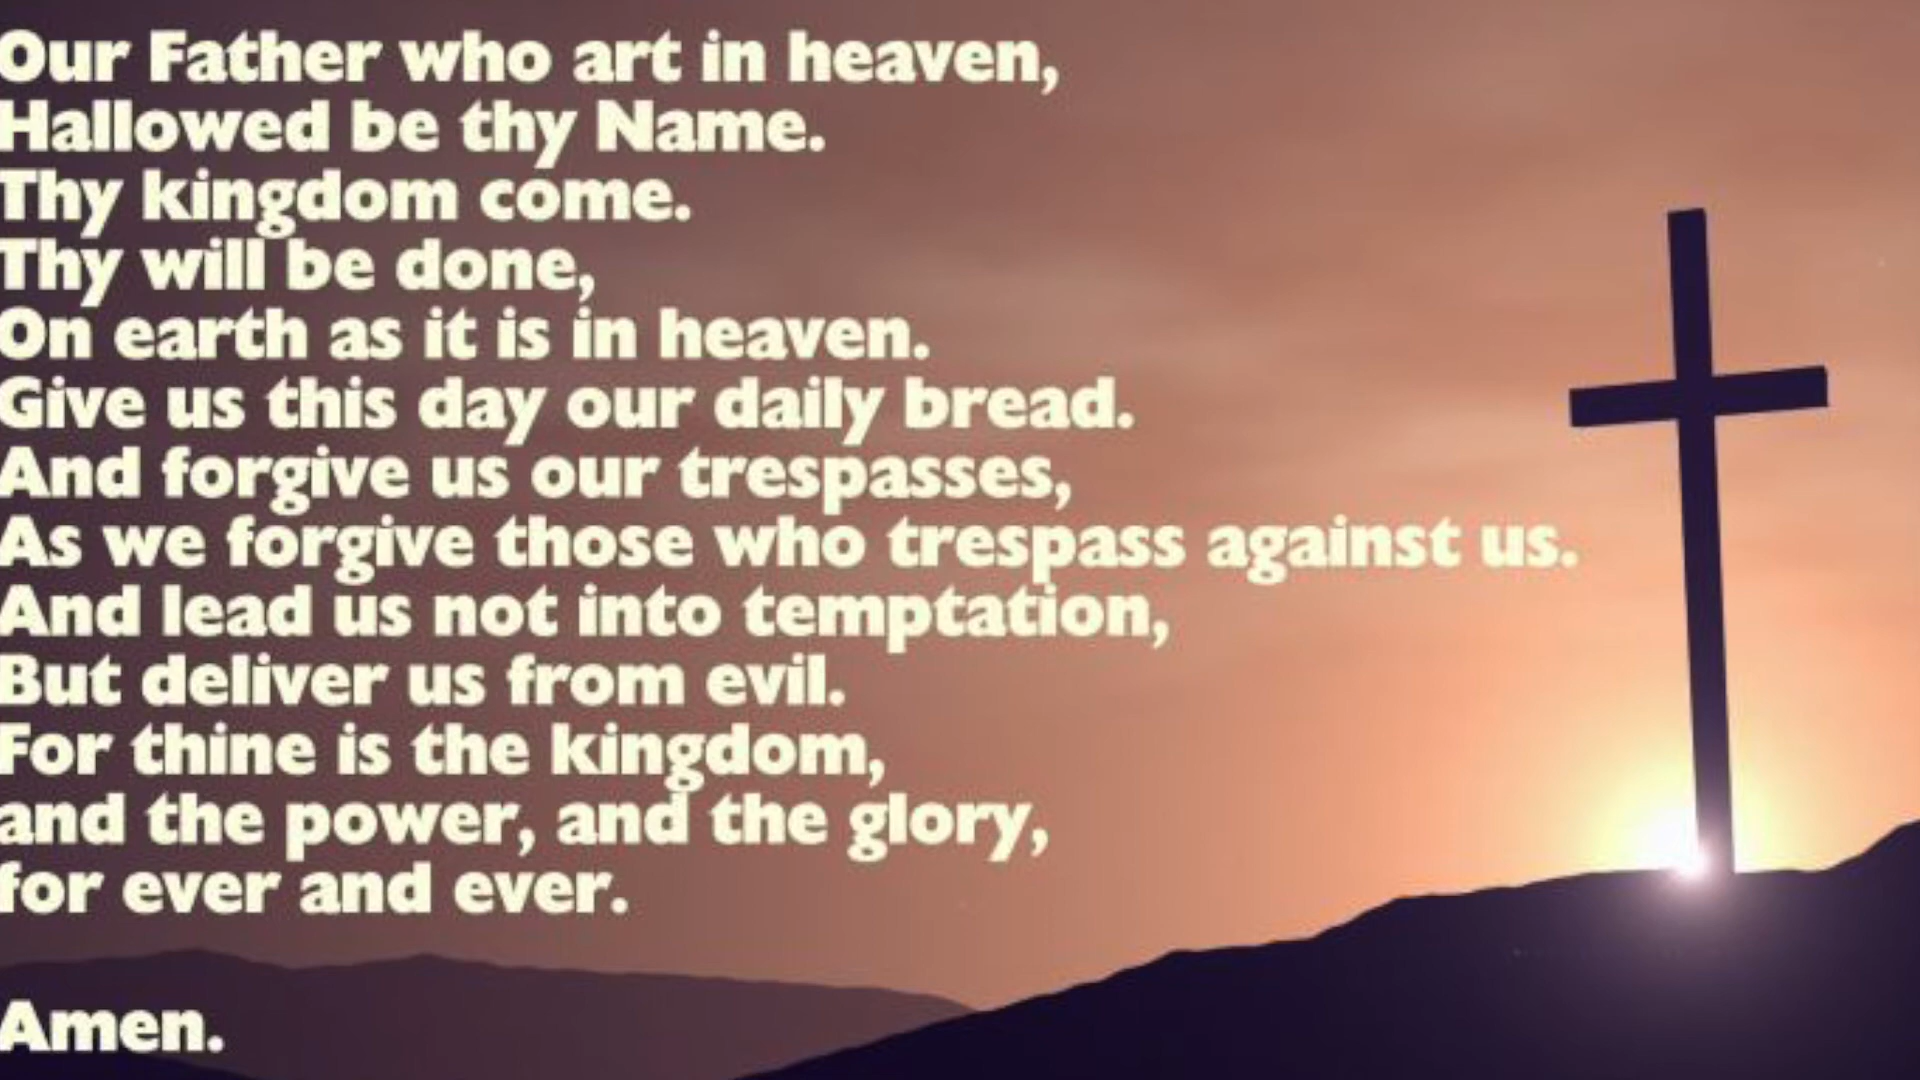 Our Father who art in heaven,
Hallowed be thy Name.
Thy kingdom come.
Thy will be done,
On earth as it is in heaven.
Give us this day our daily bread.
And forgive us our trespasses,
As we forgive those who trespass against us.
And lead us not into temptation,
But deliver us from evil.
For thine is the kingdom,
and the power, and the glory,
for ever and ever.
Amen.